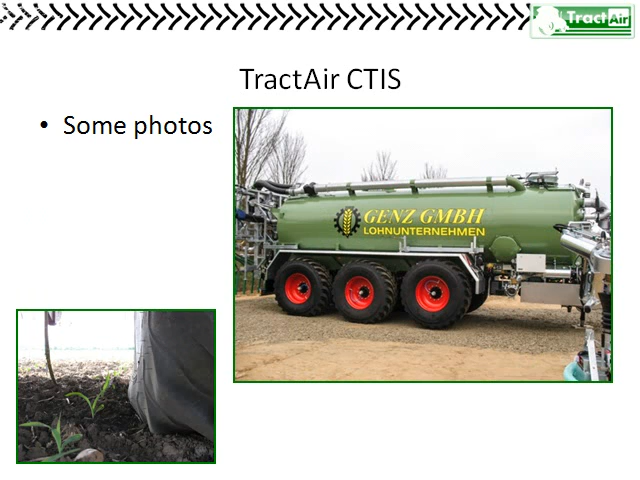 TractAir
TractAir CTIS
• Some photos
GENZ GMBH
LOHNUNTERNEHMEN